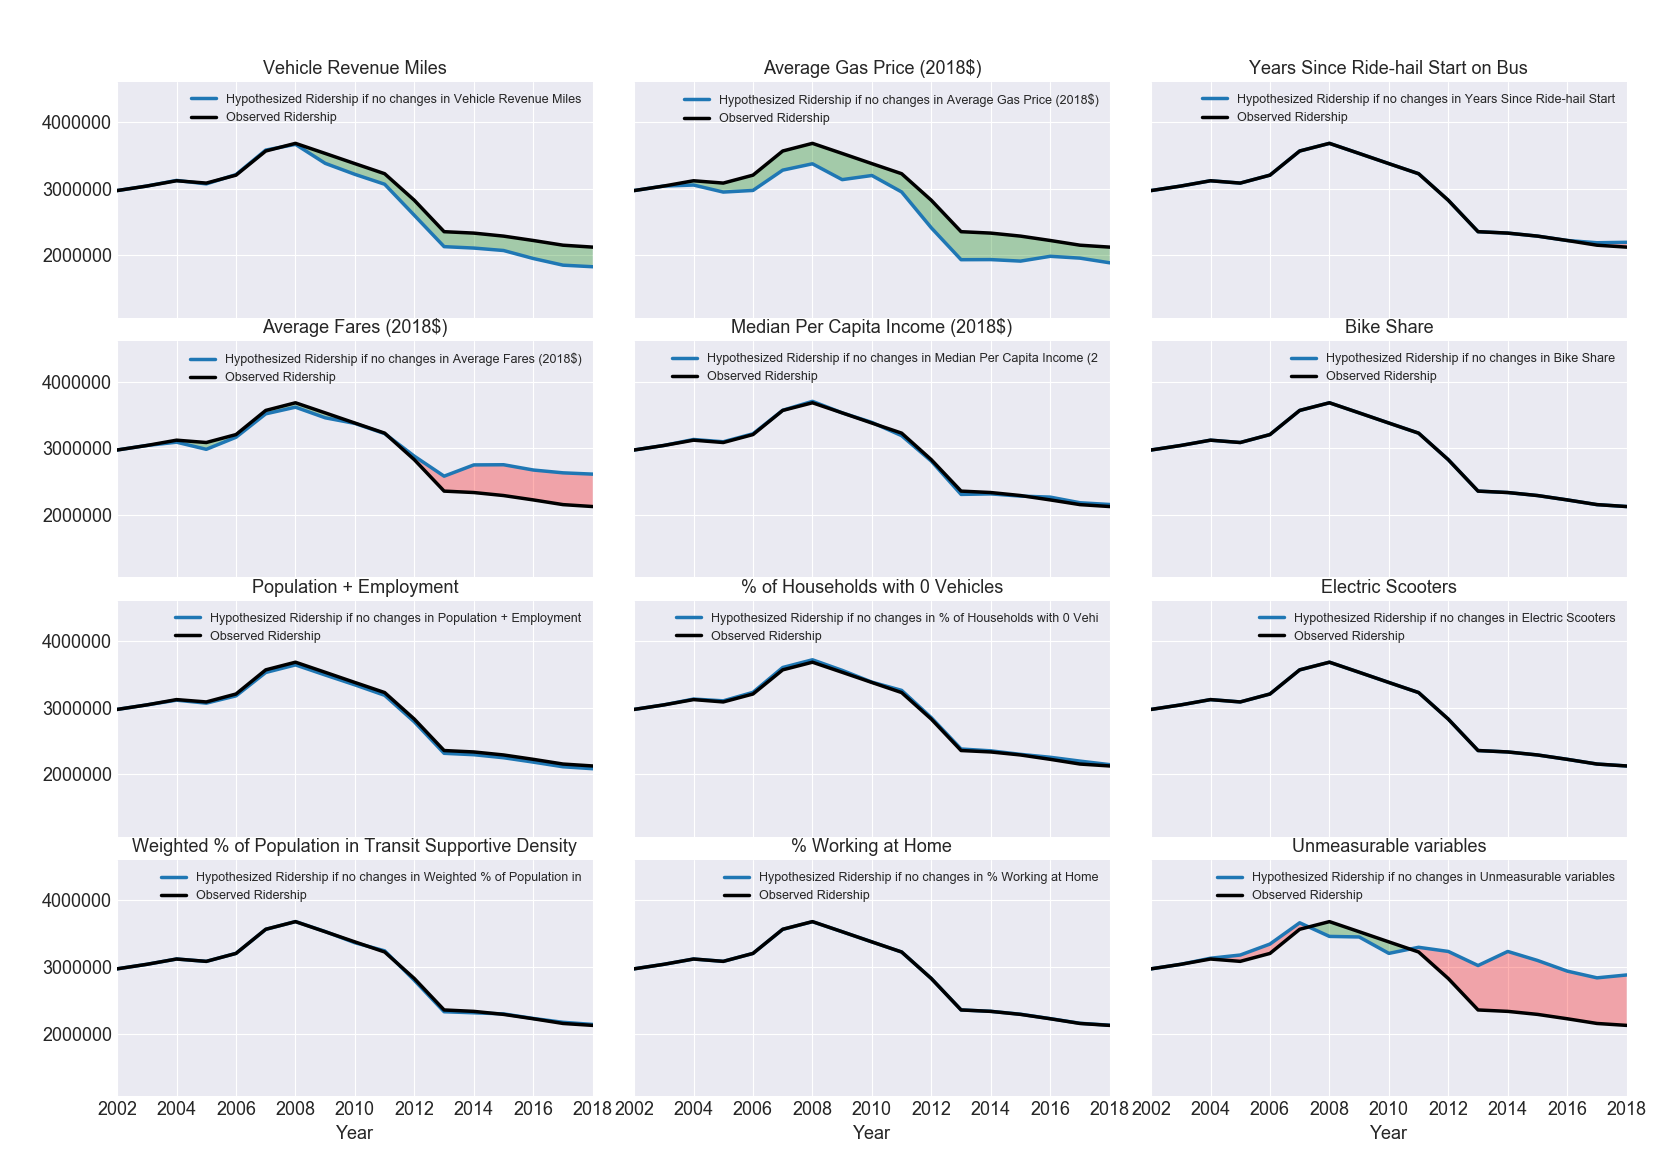 Vehicle Revenue Miles
Hypothesized Ridership if no changes in Vehicle Revenue Miles
Observed Ridership
4000000
3000000
2000000
Average Gas Price (2018$)
Hypothesized Ridership if no changes in Average Gas Price (2018$)
Observed Ridership
Years Since Ride-hail Start on Bus
Hypothesized Ridership if no changes in Years Since Ride-hail Start
Observed Ridership
Average Fares (2018$)
Hypothesized Ridership if no changes in Average Fares (2018$)
Observed Ridership
4000000
3000000
2000000
Median Per Capita Income (2018$)
Hypothesized Ridership if no changes in Median Per Capita Income (2
Observed Ridership
Bike Share
Hypothesized Ridership if no changes in Bike Share
Observed Ridership
Population + Employment
Hypothesized Ridership if no changes in Population + Employment
Observed Ridership
4000000
3000000
2000000
% of Households with 0 Vehicles
Hypothesized Ridership if no changes in % of Households with 0 Vehi
Observed Ridership
Electric Scooters
Hypothesized Ridership if no changes in Electric Scooters
Observed Ridership
Weighted % of Population in Transit Supportive Density
Hypothesized Ridership if no changes in Weighted % of Population in
Observed Ridership
4000000
3000000
2000000
2002 2004 2006 2008 2010 2012 2014 2016 2018
Year
% Working at Home
Hypothesized Ridership if no changes in % Working at Home
Observed Ridership
2002 2004 2006 2008 2010 2012 2014 2016 2018
Year
Unmeasurable variables
Hypothesized Ridership if no changes in Unmeasurable variables
Observed Ridership
2002 2004 2006 2008 2010 2012 2014 2016 2018
Year